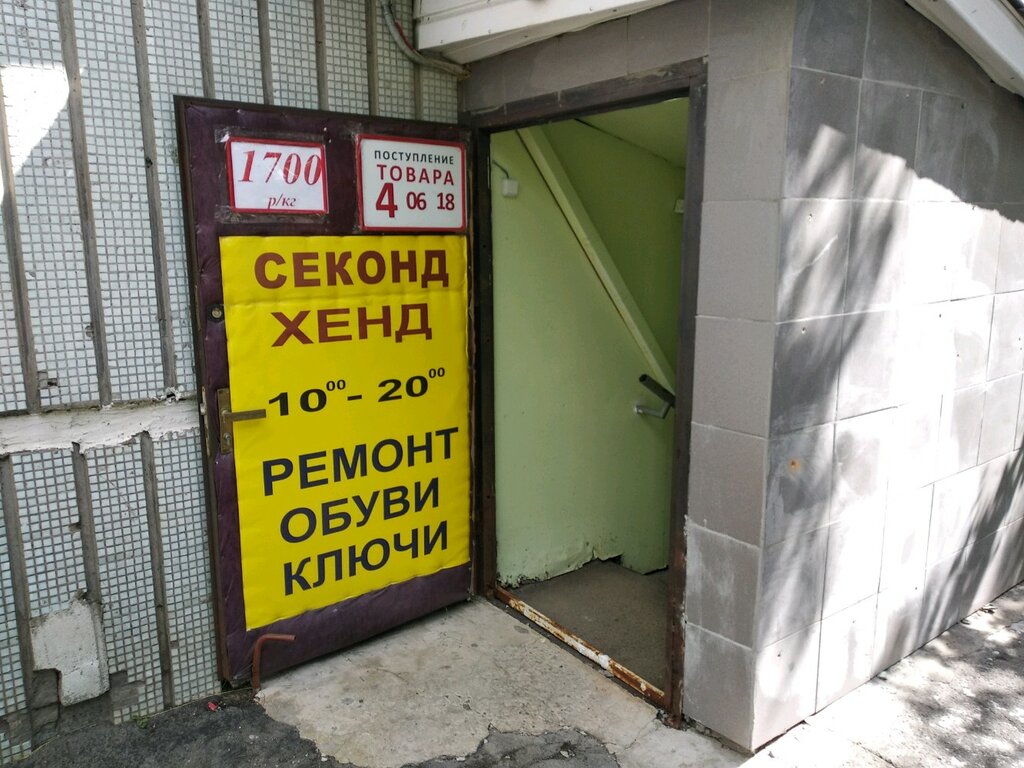 1700
р/кг
ПОСТУПЛЕНИЕ
ТОВАРА
4 06 18
СЕКОНД
ХЕНД
10⁰⁰ - 20⁰⁰
РЕМОНТ
ОБУВИ
КЛЮЧИ